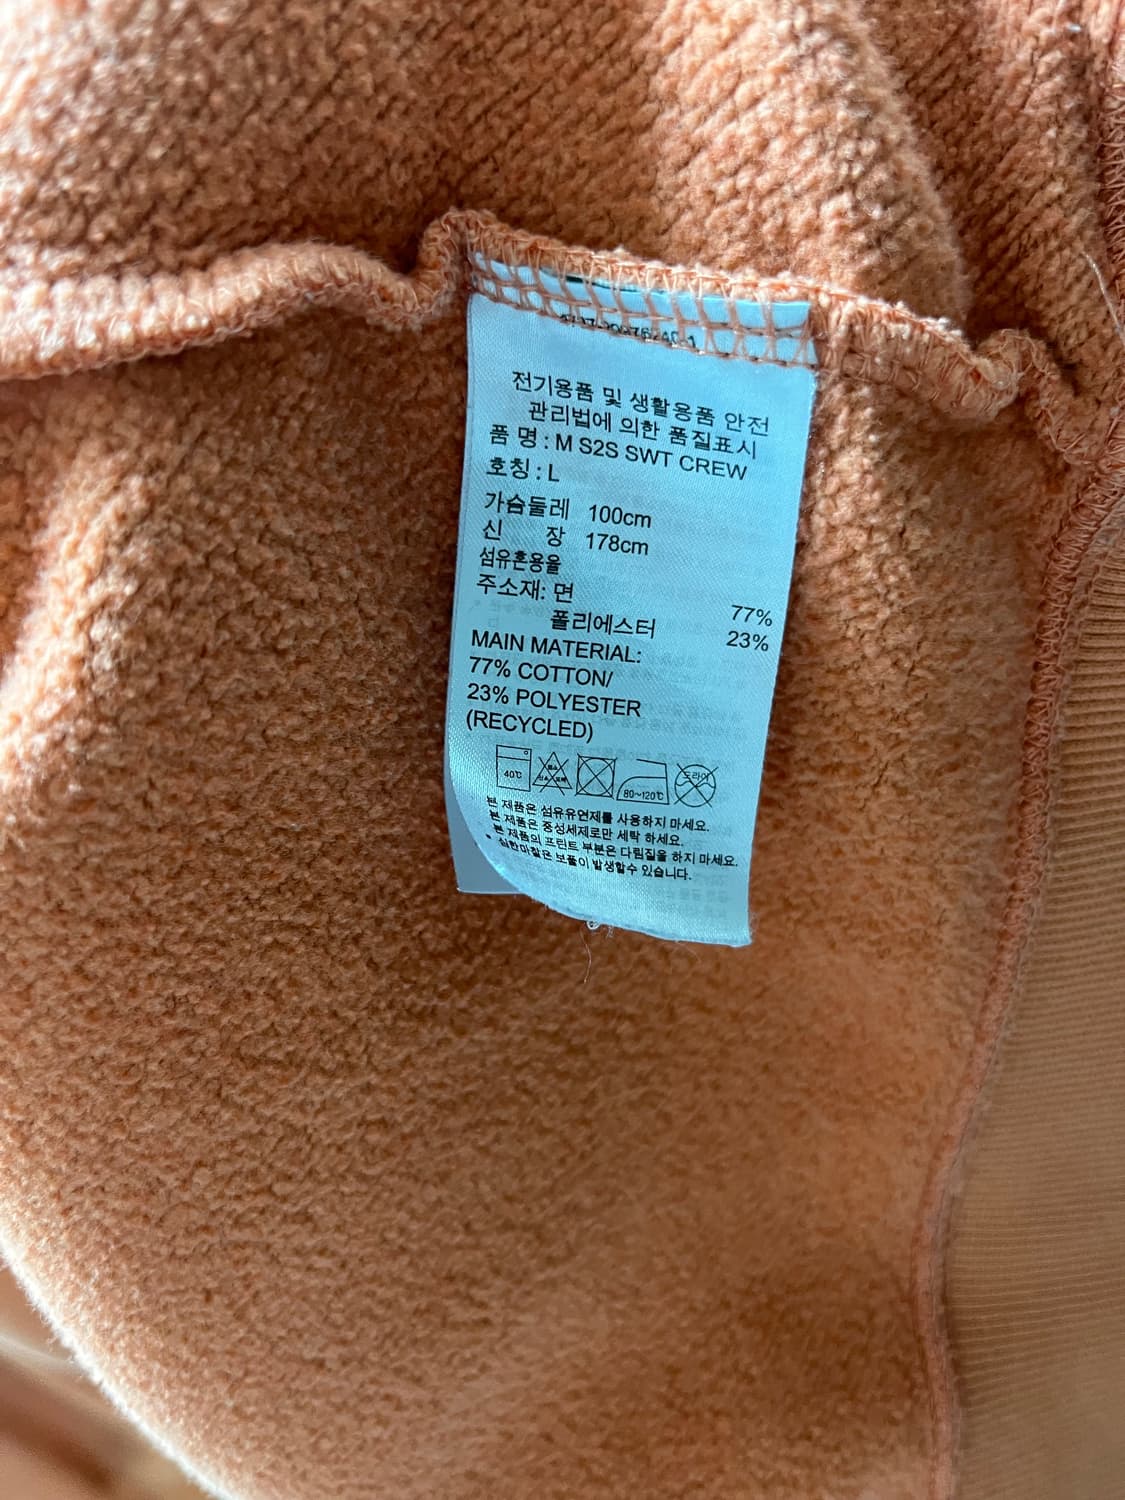 전기용품 및 생활용품 안전
관리법에 의한 품질표시
품 명 : M S2S SWT CREW
호칭 : L
가슴둘레 100cm
신 장 178cm
섬유혼용율
주소재: 면 77%
폴리에스터 23%
MAIN MATERIAL:
77% COTTON/
23% POLYESTER
(RECYCLED)
40℃ 80~120℃ 드라이
본 제품은 섬유유연제를 사용하지 마세요.
본 제품은 중성세제로만 세탁 하세요.
본 제품의 프린트 부분은 다림질을 하지 마세요.
* 심한마찰은 보풀이 발생할수 있습니다.